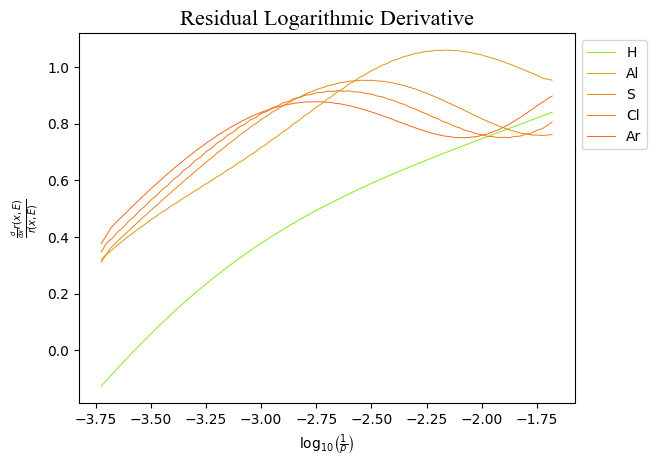 Residual Logarithmic Derivative
H
Al
S
Cl
Ar
1.0
0.8
0.6
0.4
0.2
0.0
d/dx r(x, E) / r(x, E)
−3.75 −3.50 −3.25 −3.00 −2.75 −2.50 −2.25 −2.00 −1.75
log₁₀(1/ρ)